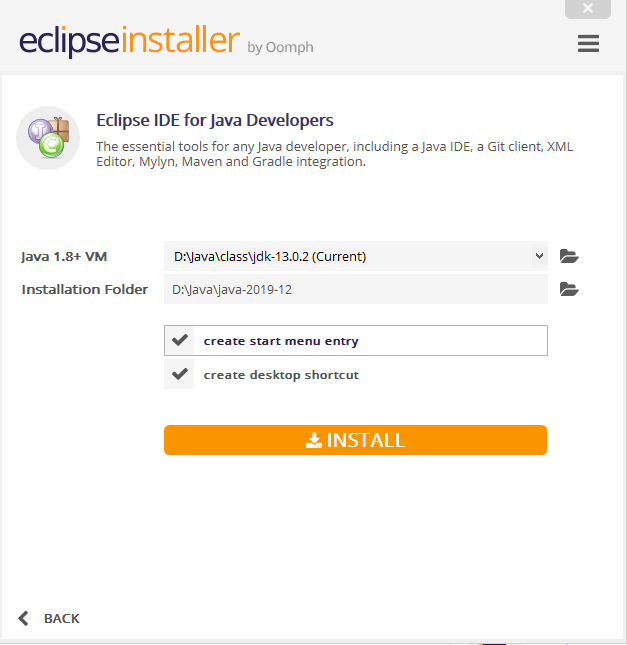 eclipseinstaller by Oomph
Eclipse IDE for Java Developers
The essential tools for any Java developer, including a Java IDE, a Git client, XML
Editor, Mylyn, Maven and Gradle integration.
Java 1.8+ VM D:\Java\class\jdk-13.0.2 (Current)
Installation Folder D:\Java\java-2019-12
create start menu entry
create desktop shortcut
INSTALL
BACK